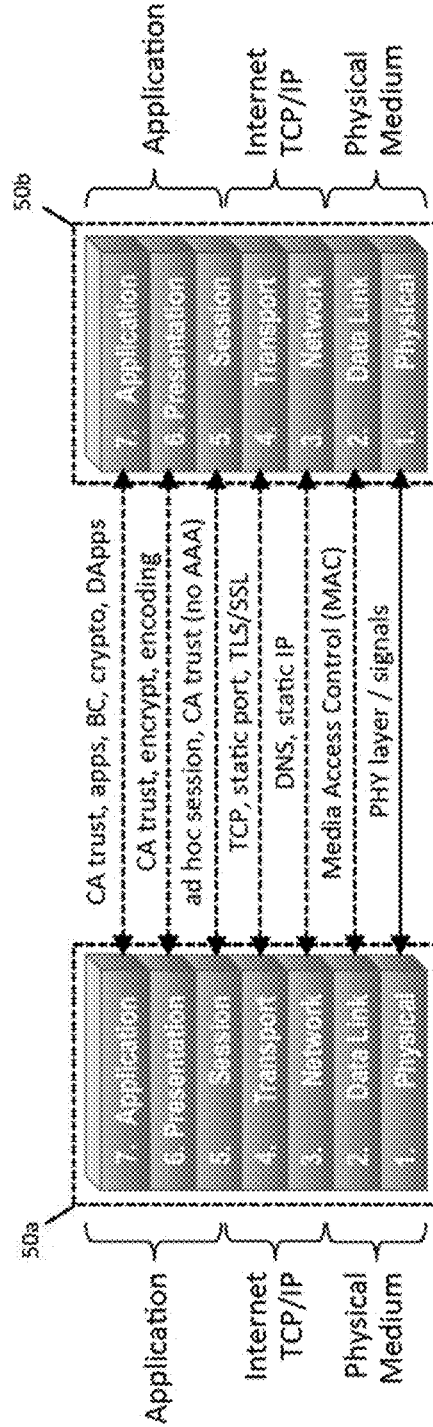 50a
Application
Internet
TCP/IP
Physical
Medium
7. Application
6. Presentation
5. Session
4. Transport
3. Network
2. Data Link
1. Physical
CA trust, apps, BC, crypto, DApps
CA trust, encrypt, encoding
ad hoc session, CA trust (no AAA)
TCP, static port, TLS/SSL
DNS, static IP
Media Access Control (MAC)
PHY layer / signals
50b
7. Application
6. Presentation
5. Session
4. Transport
3. Network
2. Data Link
1. Physical
Application
Internet
TCP/IP
Physical
Medium